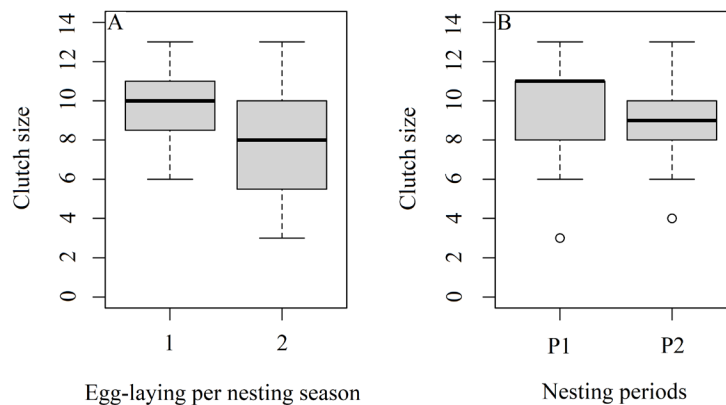 A
Clutch size
14
12
10
8
6
4
2
0
1 2
Egg-laying per nesting season
B
Clutch size
14
12
10
8
6
4
2
0
P1 P2
Nesting periods